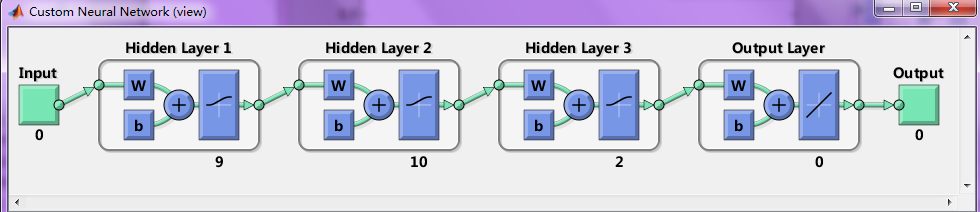 Custom Neural Network (view)
Hidden Layer 1 Hidden Layer 2 Hidden Layer 3 Output Layer
Input Output
W W W W
b b b b
0 0
9 10 2 0